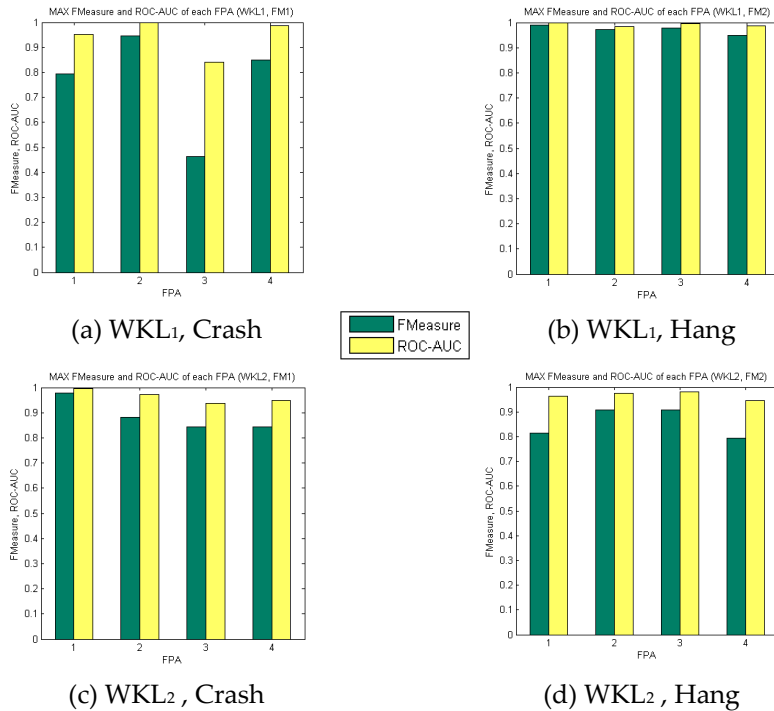 MAX FMeasure and ROC-AUC of each FPA (WKL1, FM1)
FMeasure, ROC-AUC
1
0.9
0.8
0.7
0.6
0.5
0.4
0.3
0.2
0.1
0
1 2 3 4
FPA
(a) WKL₁, Crash
MAX FMeasure and ROC-AUC of each FPA (WKL1, FM2)
FMeasure, ROC-AUC
1
0.9
0.8
0.7
0.6
0.5
0.4
0.3
0.2
0.1
0
1 2 3 4
FPA
(b) WKL₁, Hang
FMeasure
ROC-AUC
MAX FMeasure and ROC-AUC of each FPA (WKL2, FM1)
FMeasure, ROC-AUC
1
0.9
0.8
0.7
0.6
0.5
0.4
0.3
0.2
0.1
0
1 2 3 4
FPA
(c) WKL₂ , Crash
MAX FMeasure and ROC-AUC of each FPA (WKL2, FM2)
FMeasure, ROC-AUC
1
0.9
0.8
0.7
0.6
0.5
0.4
0.3
0.2
0.1
0
1 2 3 4
FPA
(d) WKL₂ , Hang